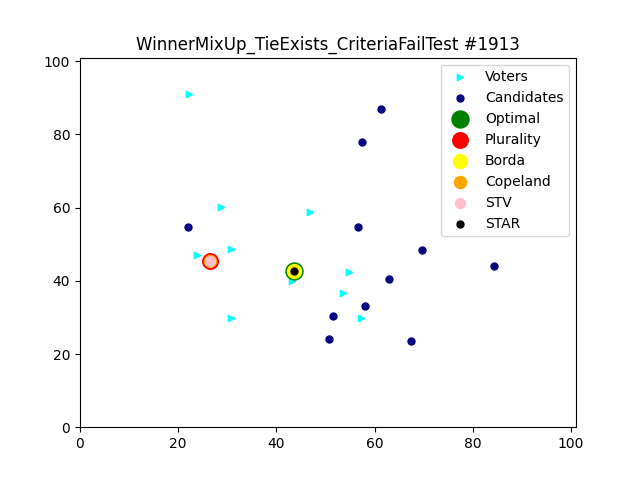 WinnerMixUp_TieExists_CriteriaFailTest #1913
Voters
Candidates
Optimal
Plurality
Borda
Copeland
STV
STAR
100
80
60
40
20
0
0 20 40 60 80 100